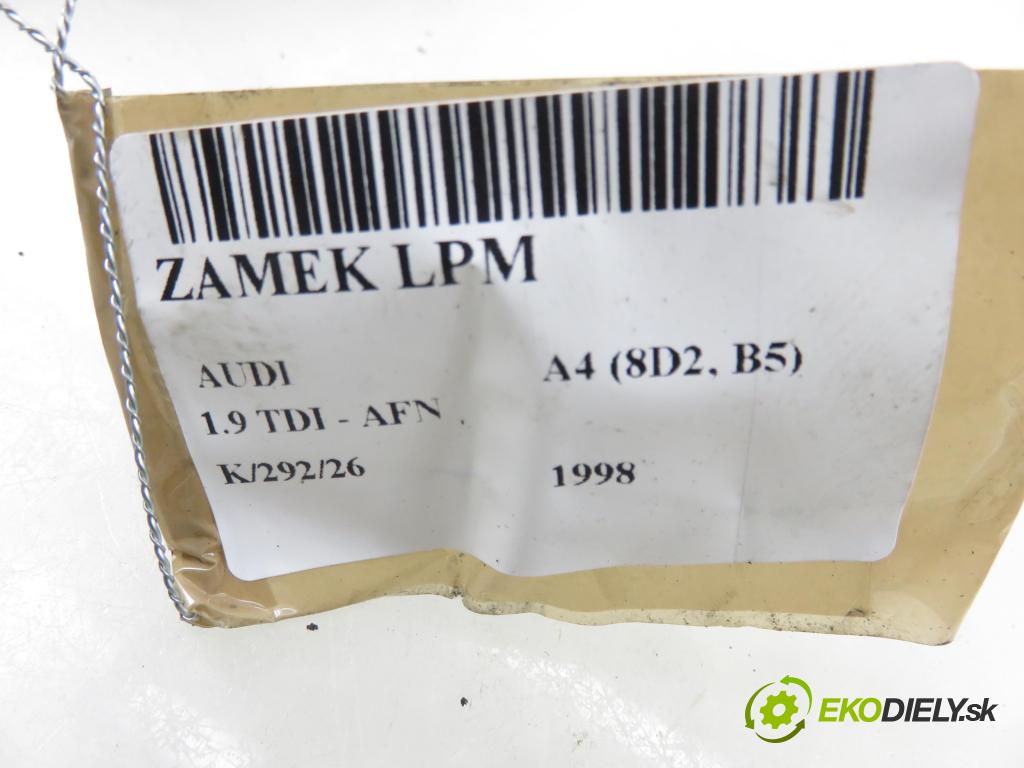 ZAMEK LPM
AUDI A4 (8D2, B5)
1.9 TDI - AFN
K/292/26 1998
EKODIELY.sk